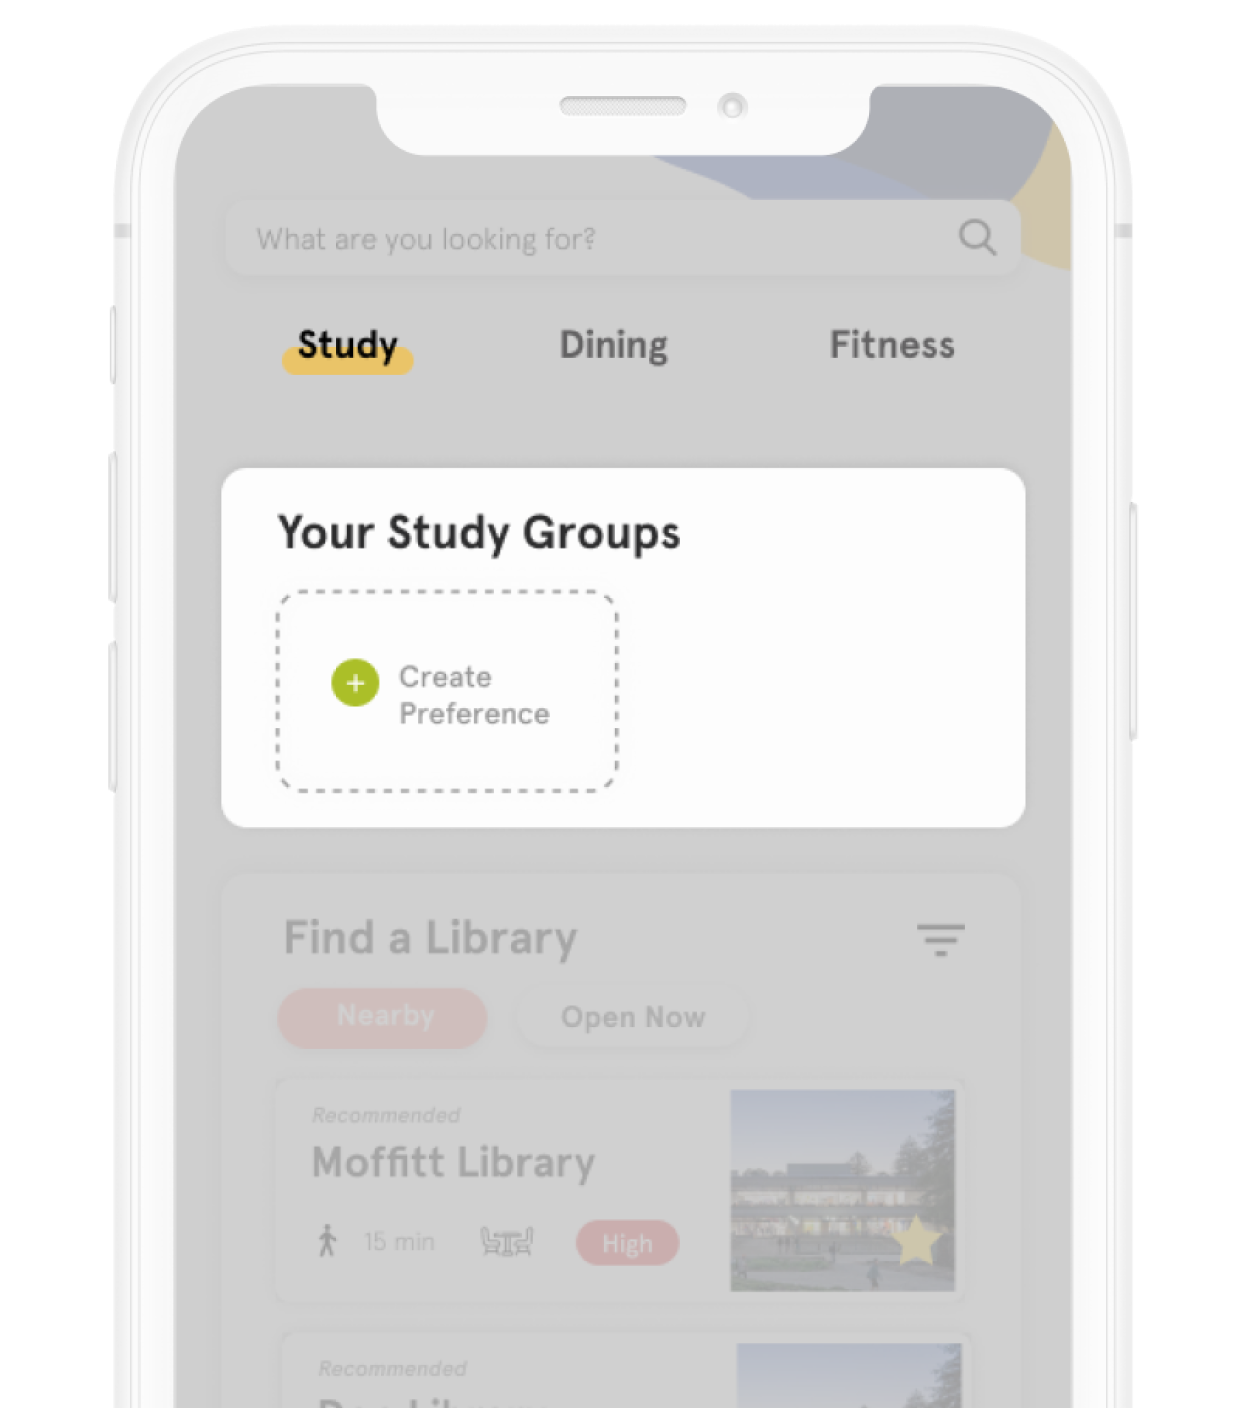 What are you looking for?
Study Dining Fitness
Your Study Groups
Create
Preference
Find a Library
Nearby Open Now
Recommended
Moffitt Library
15 min High
Recommended
Library